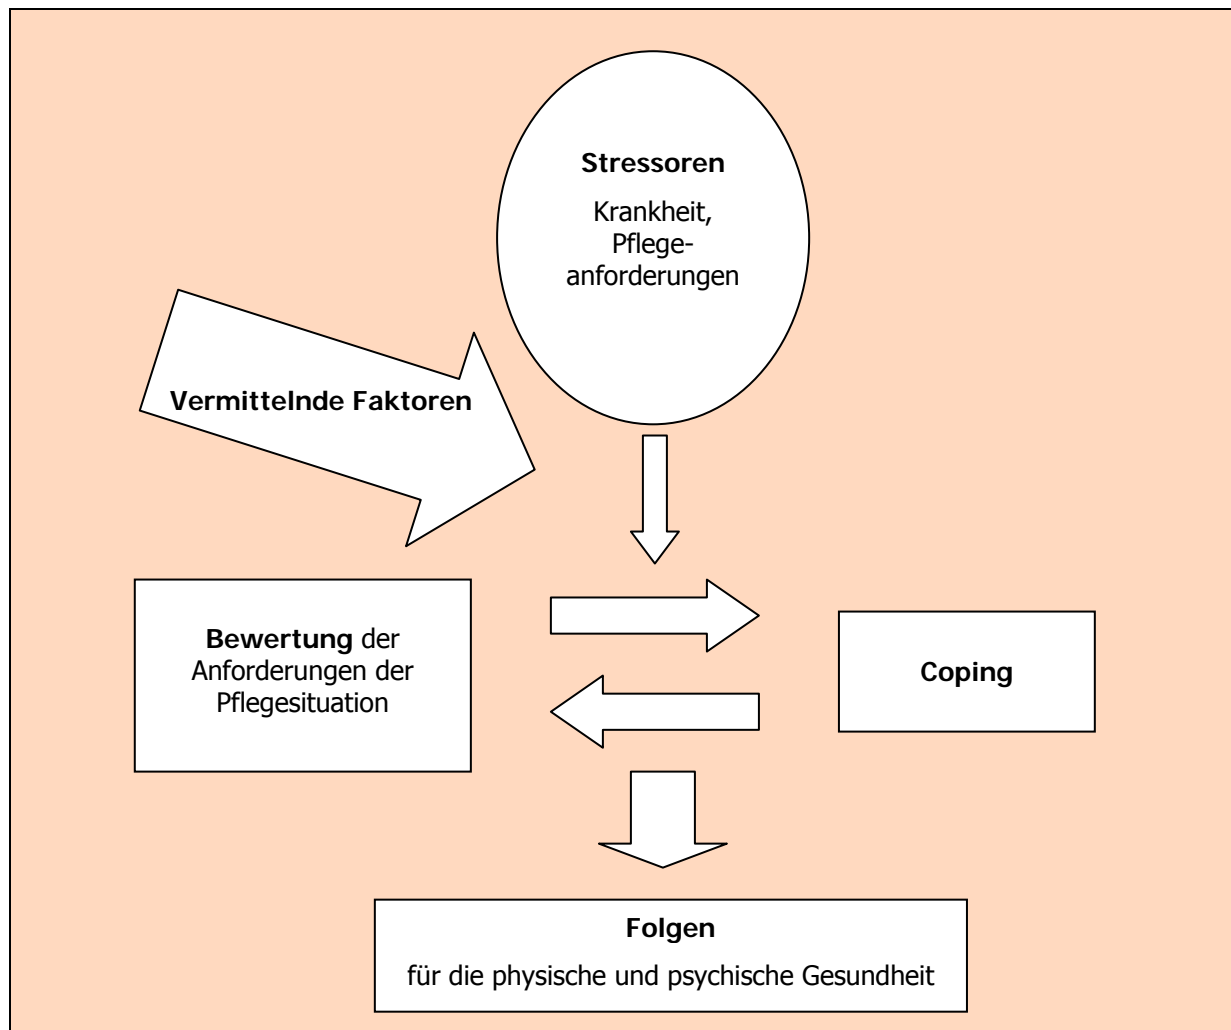 Stressoren
Krankheit,
Pflege-
anforderungen
Vermittelnde Faktoren
Bewertung der
Anforderungen der
Pflegesituation
Coping
Folgen
für die physische und psychische Gesundheit